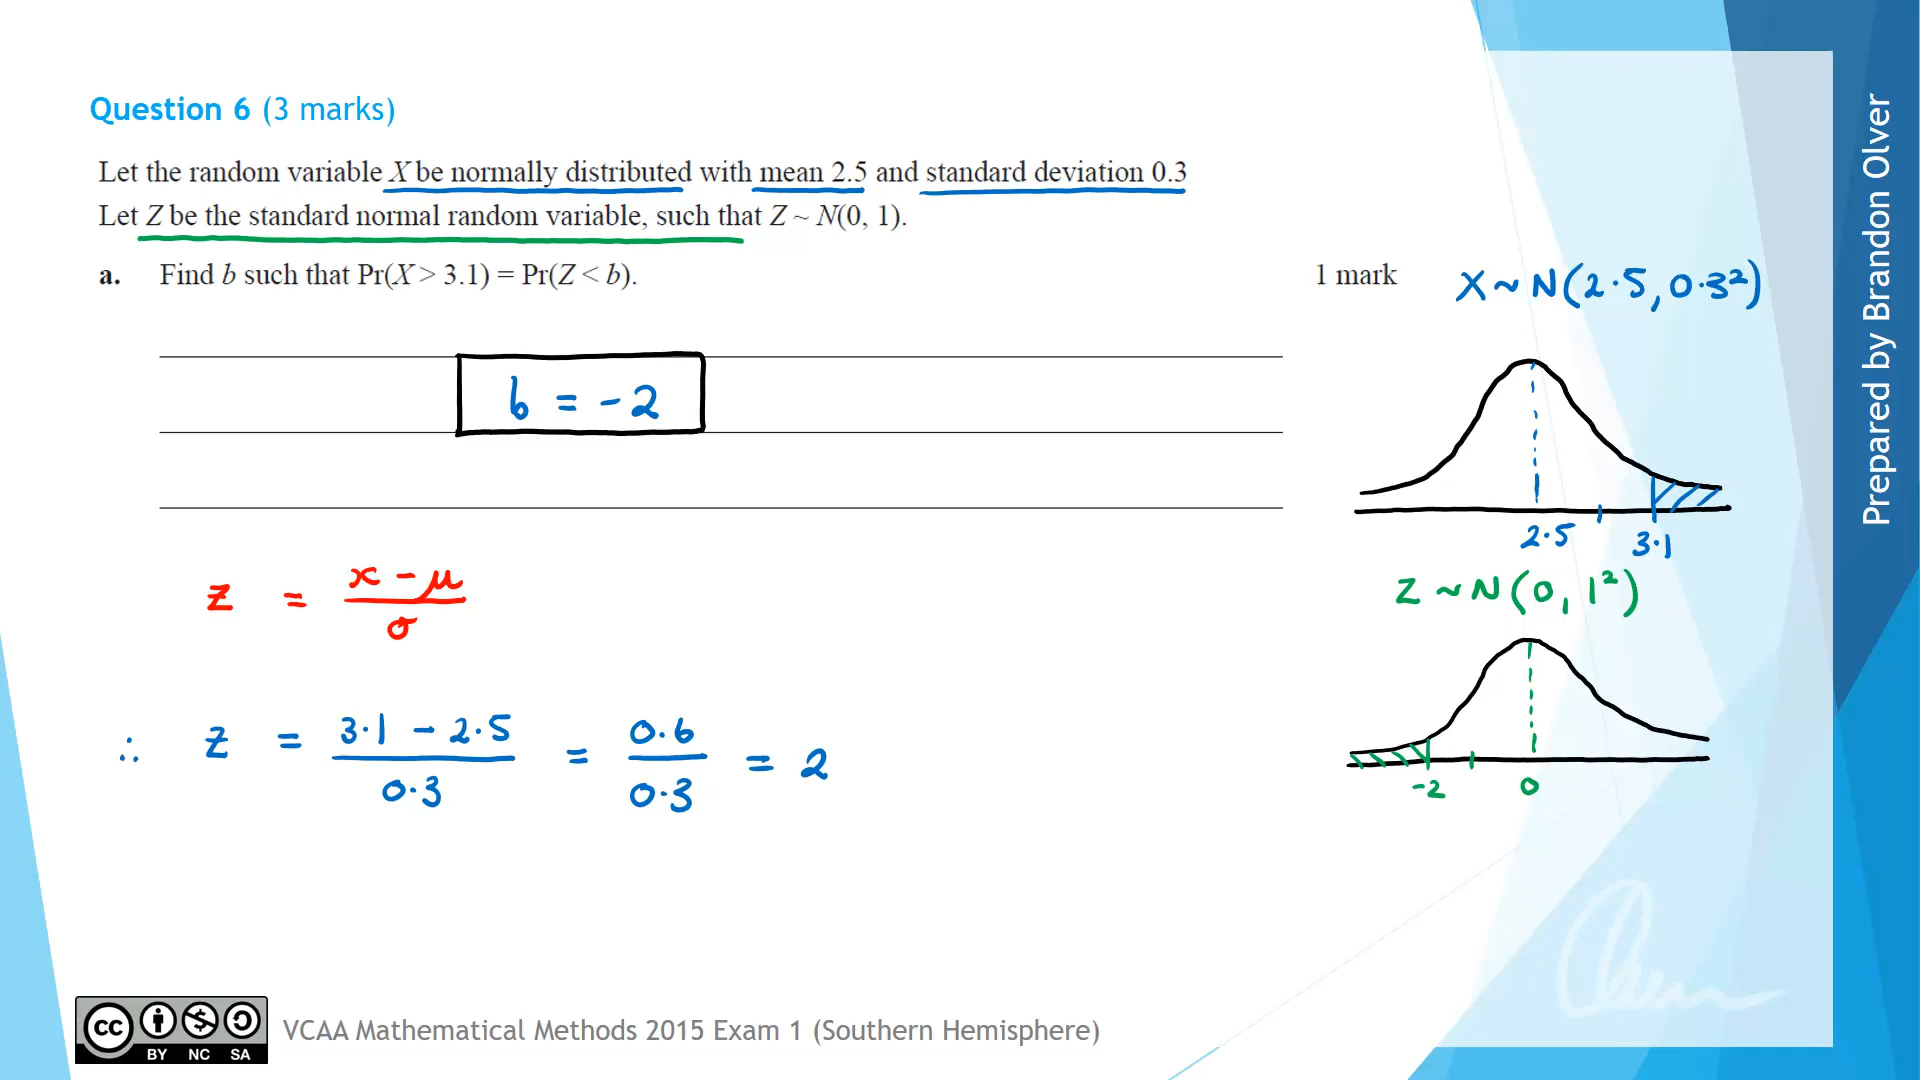 Question 6 (3 marks)
Let the random variable X be normally distributed with mean 2.5 and standard deviation 0.3
Let Z be the standard normal random variable, such that Z ~ N(0, 1).
a. Find b such that Pr(X > 3.1) = Pr(Z < b). 1 mark
b = -2
z = x - μ / σ
∴ z = 3.1 - 2.5 / 0.3 = 0.6 / 0.3 = 2
X ~ N(2.5, 0.3²)
2.5 3.1
Z ~ N(0, 1²)
-2 0
Prepared by Brandon Olver
cc BY NC SA
VCAA Mathematical Methods 2015 Exam 1 (Southern Hemisphere)